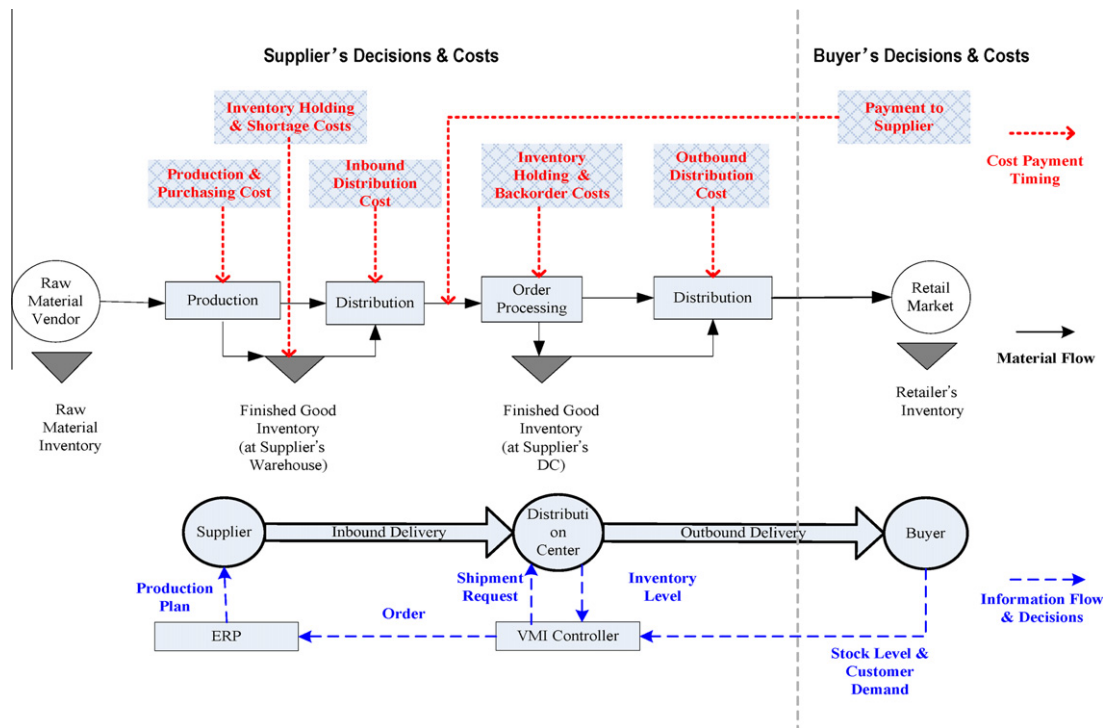 Supplier's Decisions & Costs
Buyer's Decisions & Costs
Inventory Holding
& Shortage Costs
Payment to
Supplier
Production &
Purchasing Cost
Inbound
Distribution
Cost
Inventory
Holding &
Backorder Costs
Outbound
Distribution
Cost
Cost Payment
Timing
Raw
Material
Vendor
Production
Distribution
Order
Processing
Distribution
Retail
Market
Material Flow
Raw
Material
Inventory
Finished Good
Inventory
(at Supplier's
Warehouse)
Finished Good
Inventory
(at Supplier's
DC)
Retailer's
Inventory
Supplier
Inbound Delivery
Distributi
on
Center
Outbound Delivery
Buyer
Production
Plan
Order
Shipment
Request
Inventory
Level
Information Flow
& Decisions
ERP
VMI Controller
Stock Level &
Customer
Demand